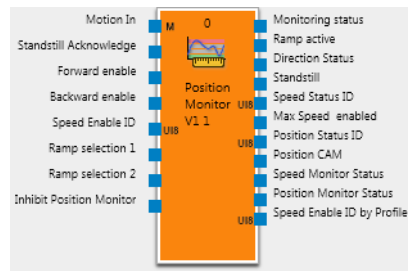 Motion In
Standstill Acknowledge
Forward enable
Backward enable
Speed Enable ID
Ramp selection 1
Ramp selection 2
Inhibit Position Monitor
M
0
Position
Monitor
V1 1
UI8
UI8
UI8
UI8
Monitoring status
Ramp active
Direction Status
Standstill
Speed Status ID
Max Speed enabled
Position Status ID
Position CAM
Speed Monitor Status
Position Monitor Status
Speed Enable ID by Profile